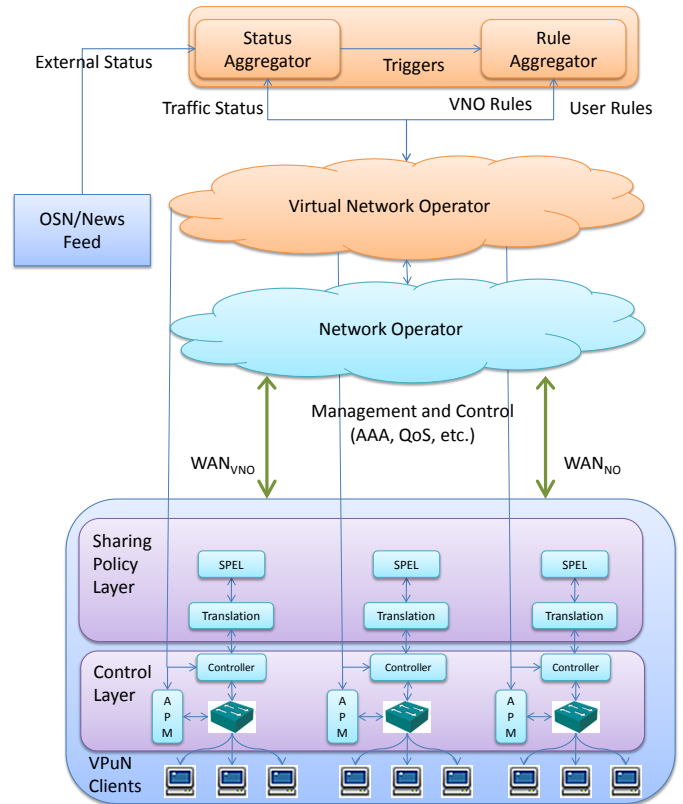 Status
Aggregator
Rule
Aggregator
External Status
Triggers
Traffic Status
VNO Rules
User Rules
OSN/News
Feed
Virtual Network Operator
Network Operator
Management and Control
(AAA, QoS, etc.)
WAN_VNO
WAN_NO
Sharing
Policy
Layer
SPEL
SPEL
SPEL
Translation
Translation
Translation
Control
Layer
Controller
Controller
Controller
A
P
M
A
P
M
A
P
M
VPuN
Clients